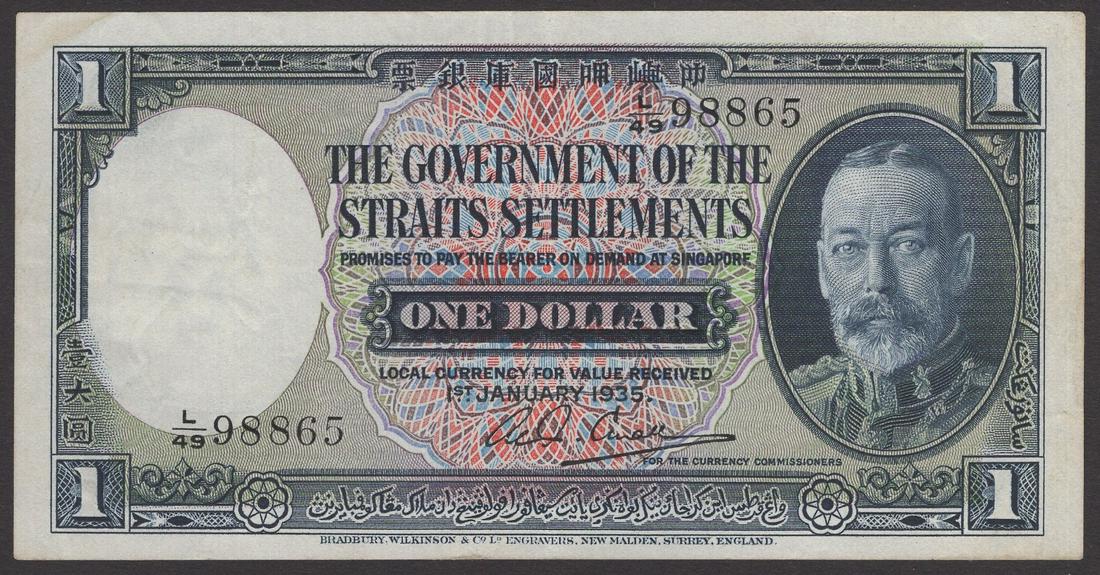 1 1
票銀庫國胛嶼叻
L/49 98865
THE GOVERNMENT OF THE
STRAITS SETTLEMENTS
PROMISES TO PAY THE BEARER ON DEMAND AT SINGAPORE
ONE DOLLAR
LOCAL CURRENCY FOR VALUE RECEIVED
1ST JANUARY 1935.
壹大圓
L/49 98865
FOR THE CURRENCY COMMISSIONERS
1 1
BRADBURY, WILKINSON & Co Ld ENGRAVERS, NEW MALDEN, SURREY, ENGLAND.